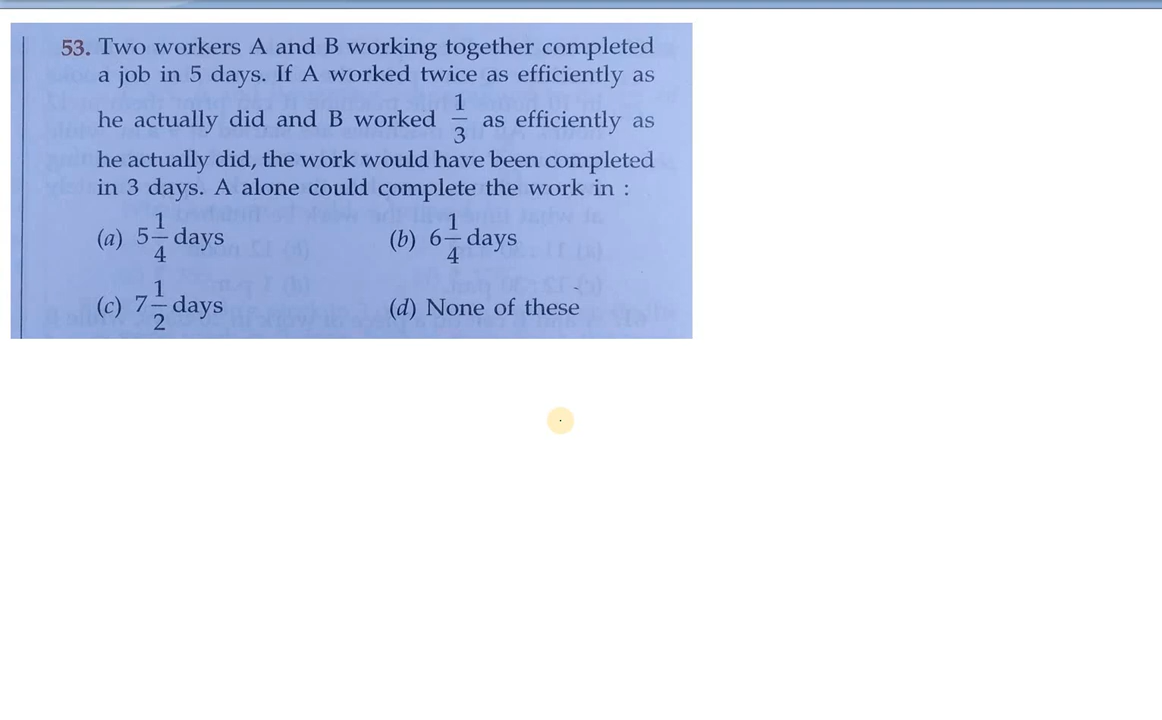 53. Two workers A and B working together completed
a job in 5 days. If A worked twice as efficiently as
he actually did and B worked 1/3 as efficiently as
he actually did, the work would have been completed
in 3 days. A alone could complete the work in :
(a) 5 1/4 days (b) 6 1/4 days
(c) 7 1/2 days (d) None of these